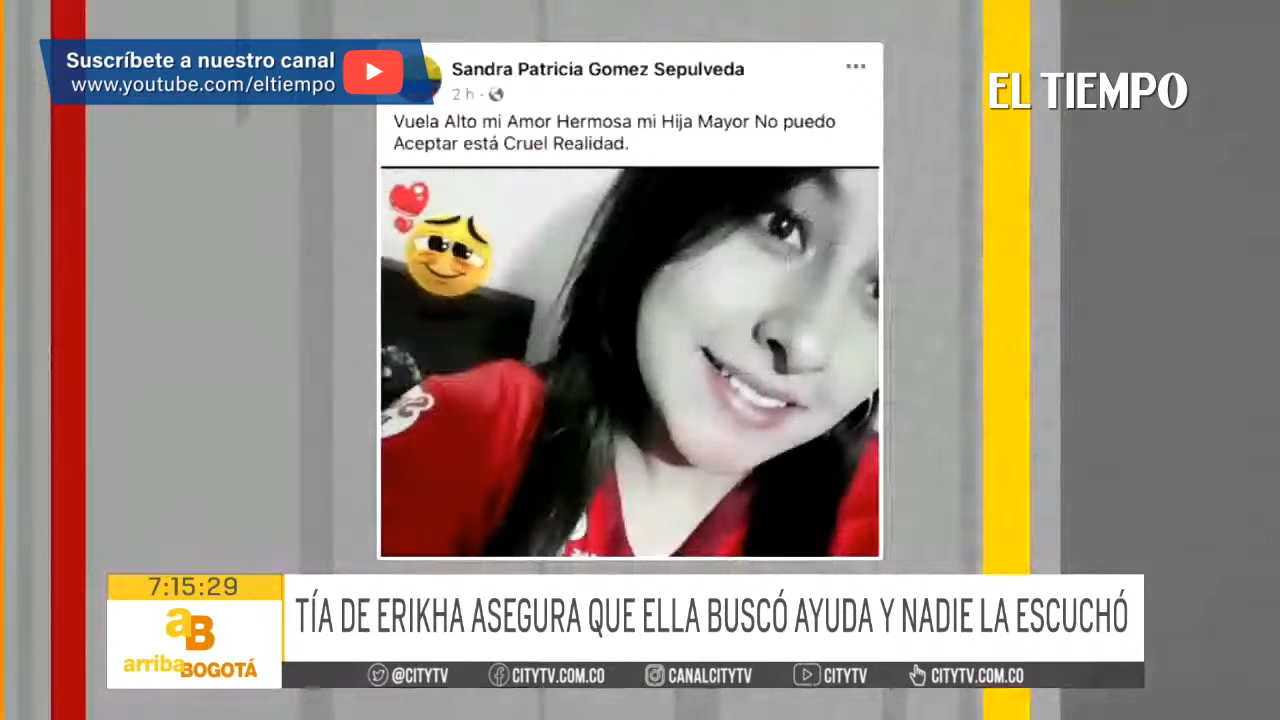 Suscríbete a nuestro canal
www.youtube.com/eltiempo
Sandra Patricia Gomez Sepulveda
2 h
Vuela Alto mi Amor Hermosa mi Hija Mayor No puedo
Aceptar está Cruel Realidad.
EL TIEMPO
7:15:29
aB
arriba BOGOTÁ
TÍA DE ERIKHA ASEGURA QUE ELLA BUSCÓ AYUDA Y NADIE LA ESCUCHÓ
@CITYTV CITYTV.COM.CO CANALCITYTV CITYTV CITYTV.COM.CO